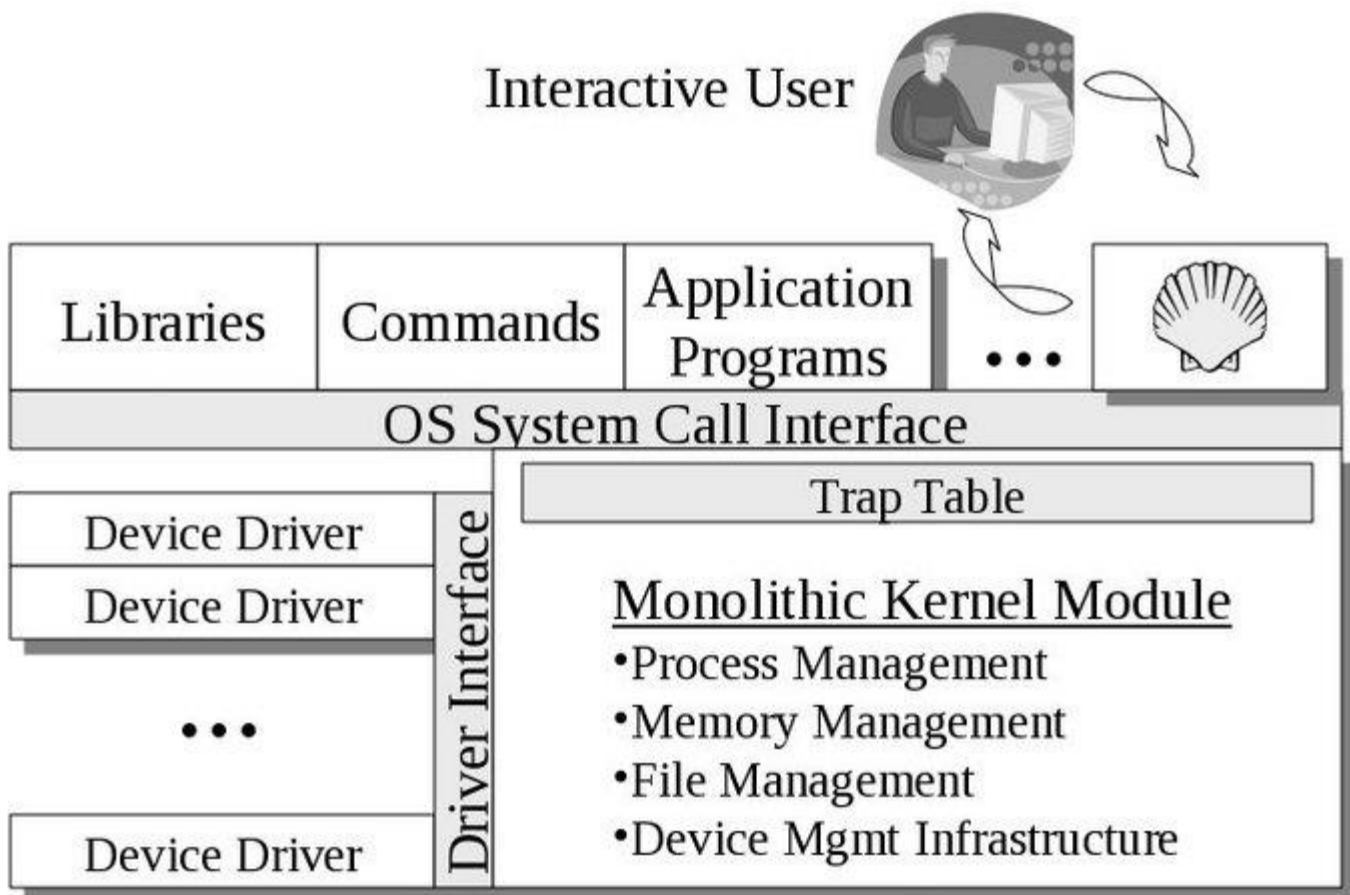 Interactive User
Libraries
Commands
Application
Programs
•••
OS System Call Interface
Trap Table
Device Driver
Device Driver
•••
Device Driver
Driver Interface
Monolithic Kernel Module
•Process Management
•Memory Management
•File Management
•Device Mgmt Infrastructure